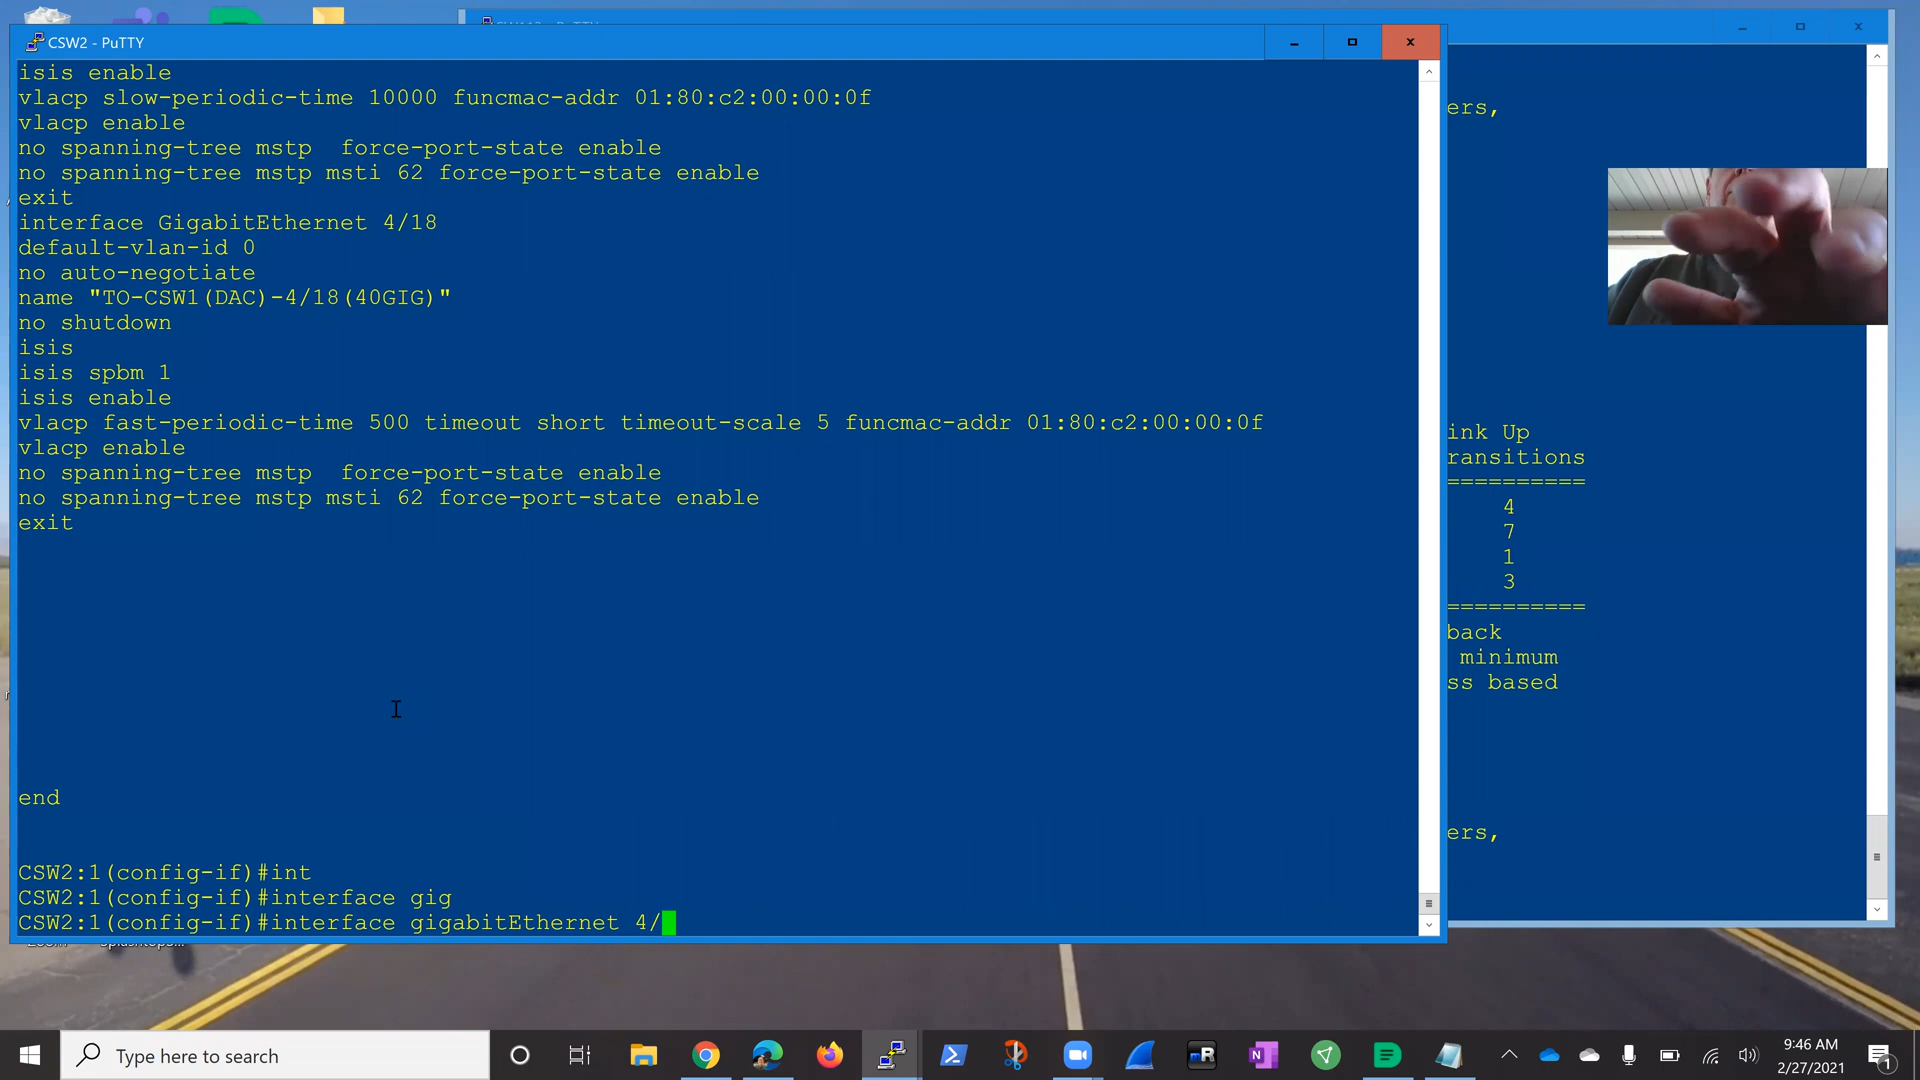 CSW2 - PuTTY
isis enable
vlacp slow-periodic-time 10000 funcmac-addr 01:80:c2:00:00:0f
vlacp enable
no spanning-tree mstp  force-port-state enable
no spanning-tree mstp msti 62 force-port-state enable
exit
interface GigabitEthernet 4/18
default-vlan-id 0
no auto-negotiate
name "TO-CSW1(DAC)-4/18(40GIG)"
no shutdown
isis
isis spbm 1
isis enable
vlacp fast-periodic-time 500 timeout short timeout-scale 5 funcmac-addr 01:80:c2:00:00:0f
vlacp enable
no spanning-tree mstp  force-port-state enable
no spanning-tree mstp msti 62 force-port-state enable
exit
end
CSW2:1(config-if)#int
CSW2:1(config-if)#interface gig
CSW2:1(config-if)#interface gigabitEthernet 4/
ers,
ink Up
ransitions
==========
4
7
1
3
==========
back
minimum
ss based
ers,
Type here to search
mR
N
9:46 AM
2/27/2021
1